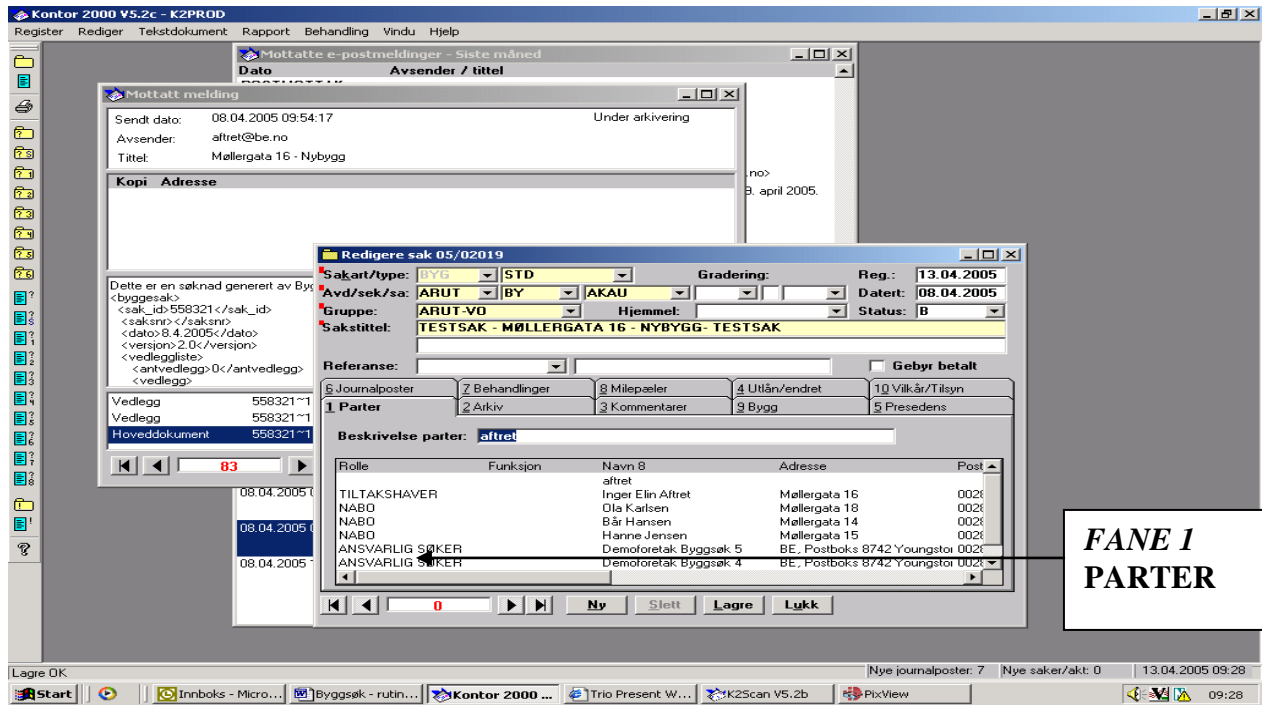 Kontor 2000 V5.2c - K2PROD
Register Rediger Tekstdokument Rapport Behandling Vindu Hjelp
Mottatte e-postmeldinger - Siste måned
Dato Avsender / tittel
Mottatt melding
Sendt dato: 08.04.2005 09:54:17 Under arkivering
Avsender: aftret@be.no
Tittel: Møllergata 16 - Nybygg
.no>
Kopi Adresse
9. april 2005.
Dette er en søknad generert av Byg
<byggesak>
<sak_id>558321</sak_id>
<saksnr></saksnr>
<dato>8.4.2005</dato>
<versjon>2.0</versjon>
<vedleggliste>
<antvedlegg>0</antvedlegg>
<vedlegg>
Vedlegg 558321~1
Vedlegg 558321~1
Hoveddokument 558321~1
83
08.04.2005
08.04.2005
08.04.2005
Redigere sak 05/02019
Sakart/type: BYG STD Gradering: Reg.: 13.04.2005
Avd/sek/sa: ARUT BY AKAU Datert: 08.04.2005
Gruppe: ARUT-VO Hjemmel: Status: B
Sakstittel: TESTSAK - MØLLERGATA 16 - NYBYGG- TESTSAK
Referanse: Gebyr betalt
6 Journalposter 7 Behandlinger 8 Milepæler 4 Utlån/endret 10 Vilkår/Tilsyn
1 Parter 2 Arkiv 3 Kommentarer 9 Bygg 5 Presedens
Beskrivelse parter: aftret
Rolle Funksjon Navn 8 Adresse Post
aftret
TILTAKSHAVER Inger Elin Aftret Møllergata 16 0028
NABO Ola Karlsen Møllergata 18 0028
NABO Bår Hansen Møllergata 14 0028
NABO Hanne Jensen Møllergata 15 0028
ANSVARLIG SØKER Demoforetak Byggsøk 5 BE, Postboks 8742 Youngstor 0028
ANSVARLIG SØKER Demoforetak Byggsøk 4 BE, Postboks 8742 Youngstor 0028
0 Ny Slett Lagre Lukk
FANE 1
PARTER
Lagre OK Nye journalposter: 7 Nye saker/akt: 0 13.04.2005 09:28
Start Innboks - Micro... Byggsøk - rutin... Kontor 2000 ... Trio Present W... K2Scan V5.2b PixView 09:28